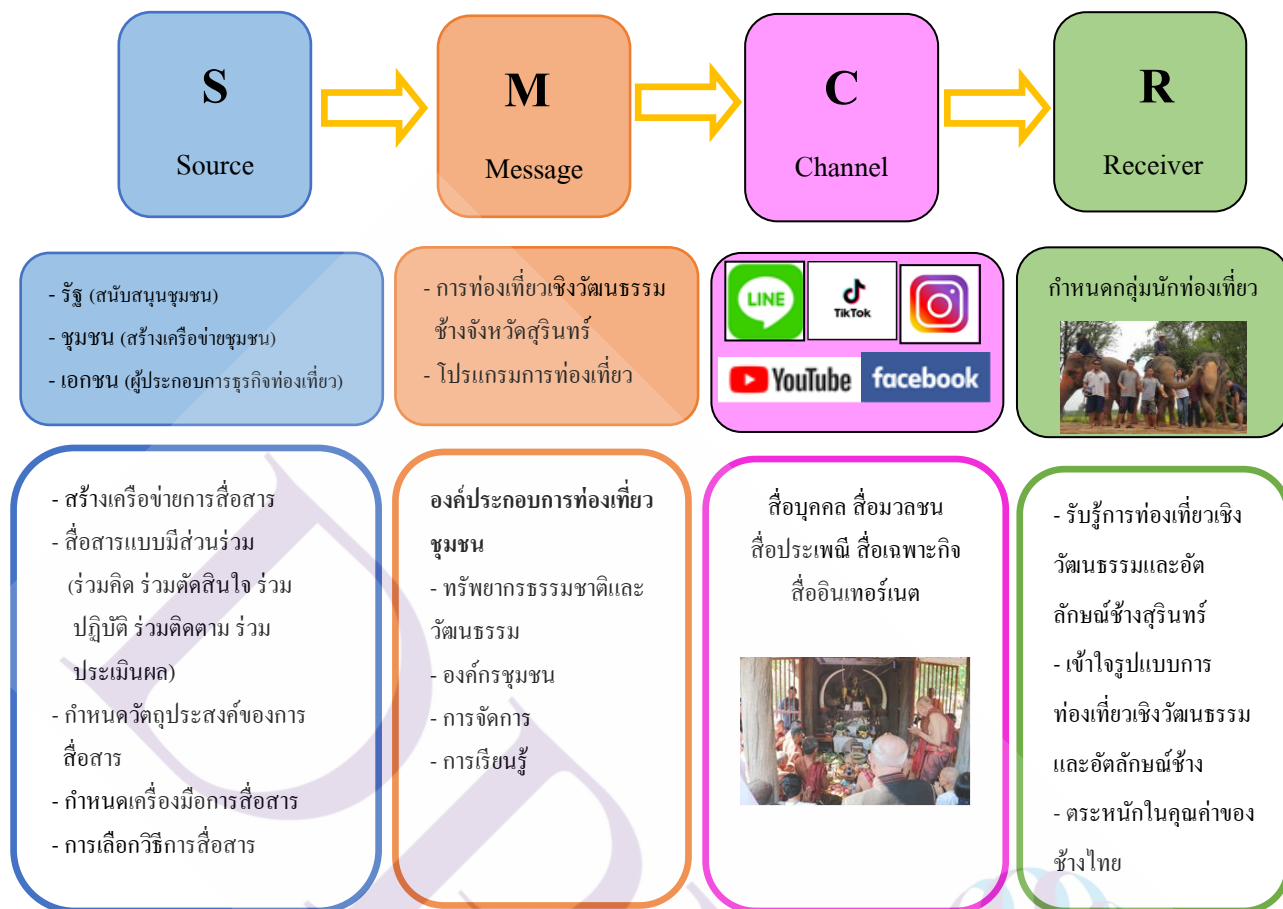 S
Source
M
Message
C
Channel
R
Receiver
- รัฐ (สนับสนุนชุมชน)
- ชุมชน (สร้างเครือข่ายชุมชน)
- เอกชน (ผู้ประกอบการธุรกิจท่องเที่ยว)
- การท่องเที่ยวเชิงวัฒนธรรม
ช้างจังหวัดสุรินทร์
- โปรแกรมการท่องเที่ยว
LINE
TikTok
YouTube
facebook
กำหนดกลุ่มนักท่องเที่ยว
- สร้างเครือข่ายการสื่อสาร
- สื่อสารแบบมีส่วนร่วม
(ร่วมคิด ร่วมตัดสินใจ ร่วม
ปฏิบัติ ร่วมติดตาม ร่วม
ประเมินผล)
- กำหนดวัตถุประสงค์ของการ
สื่อสาร
- กำหนดเครื่องมือการสื่อสาร
- การเลือกวิธีการสื่อสาร
องค์ประกอบการท่องเที่ยว
ชุมชน
- ทรัพยากรธรรมชาติและ
วัฒนธรรม
- องค์กรชุมชน
- การจัดการ
- การเรียนรู้
สื่อบุคคล สื่อมวลชน
สื่อประเพณี สื่อเฉพาะกิจ
สื่ออินเทอร์เนต
- รับรู้การท่องเที่ยวเชิง
วัฒนธรรมและอัต
ลักษณ์ช้างสุรินทร์
- เข้าใจรูปแบบการ
ท่องเที่ยวเชิงวัฒนธรรม
และอัตลักษณ์ช้าง
- ตระหนักในคุณค่าของ
ช้างไทย